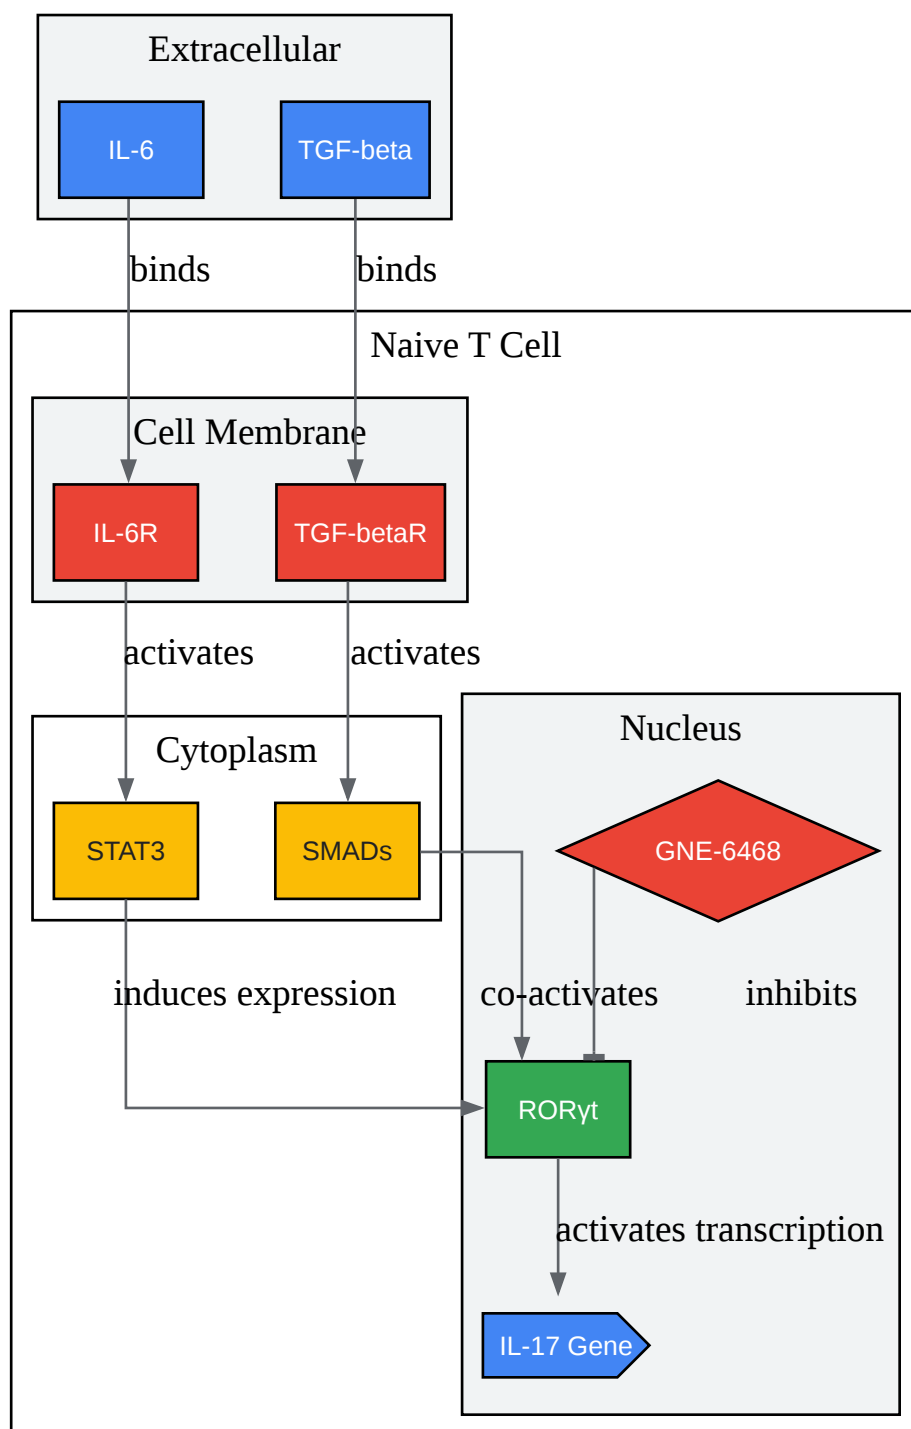 Extracellular
IL-6
TGF-beta
binds
binds
Naive T Cell
Cell Membrane
IL-6R
TGF-betaR
activates
activates
Cytoplasm
Nucleus
STAT3
SMADs
GNE-6468
induces expression
co-activates
inhibits
RORγt
activates transcription
IL-17 Gene